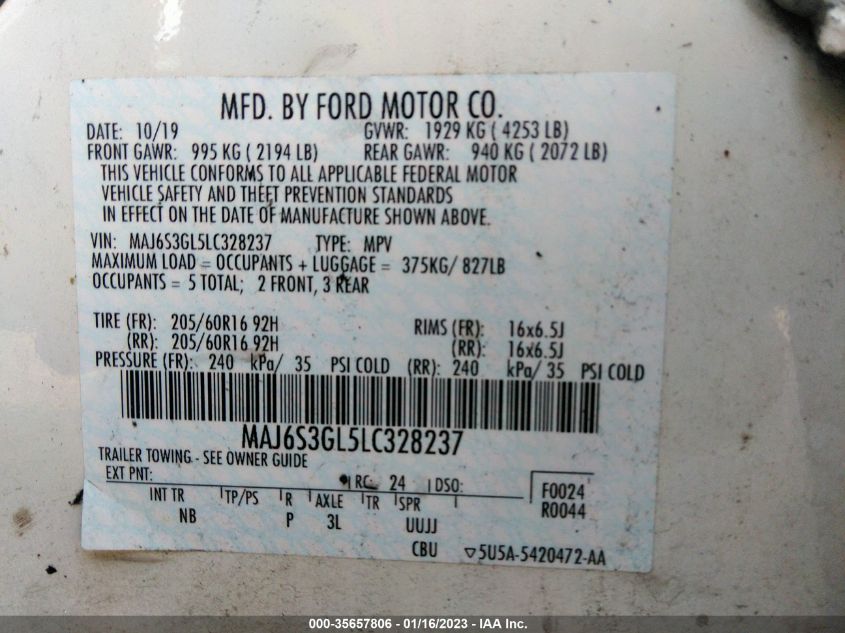 MFD. BY FORD MOTOR CO.
DATE: 10/19 GVWR: 1929 KG ( 4253 LB)
FRONT GAWR: 995 KG ( 2194 LB) REAR GAWR: 940 KG ( 2072 LB)
THIS VEHICLE CONFORMS TO ALL APPLICABLE FEDERAL MOTOR
VEHICLE SAFETY AND THEFT PREVENTION STANDARDS
IN EFFECT ON THE DATE OF MANUFACTURE SHOWN ABOVE.
VIN: MAJ6S3GL5LC328237 TYPE: MPV
MAXIMUM LOAD = OCCUPANTS + LUGGAGE = 375KG/ 827LB
OCCUPANTS = 5 TOTAL; 2 FRONT, 3 REAR
TIRE (FR): 205/60R16 92H RIMS (FR): 16x6.5J
(RR): 205/60R16 92H (RR): 16x6.5J
PRESSURE (FR): 240 kPa/ 35 PSI COLD (RR): 240 kPa/ 35 PSI COLD
MAJ6S3GL5LC328237
TRAILER TOWING - SEE OWNER GUIDE
EXT PNT: RC: 24 DSO: F0024
INT TR TP/PS R AXLE TR SPR R0044
NB P 3L UUJJ
CBU ▽5U5A-5420472-AA
000-35657806 - 01/16/2023 - IAA Inc.